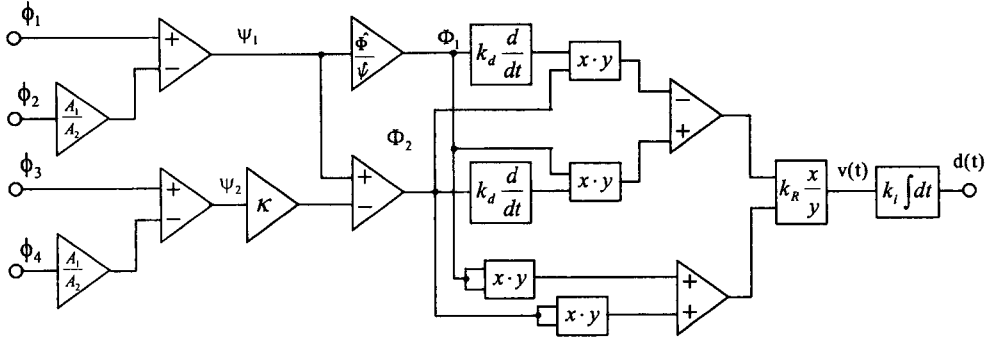 ϕ₁
+
−
Ψ₁
Φ̂/Ψ̂
Φ₁
k_d d/dt
x · y
ϕ₂
A₁/A₂
−
+
Φ₂
ϕ₃
+
−
Ψ₂
κ
+
−
k_d d/dt
x · y
k_R x/y
v(t)
k_I ∫dt
d(t)
ϕ₄
A₁/A₂
x · y
x · y
+
+